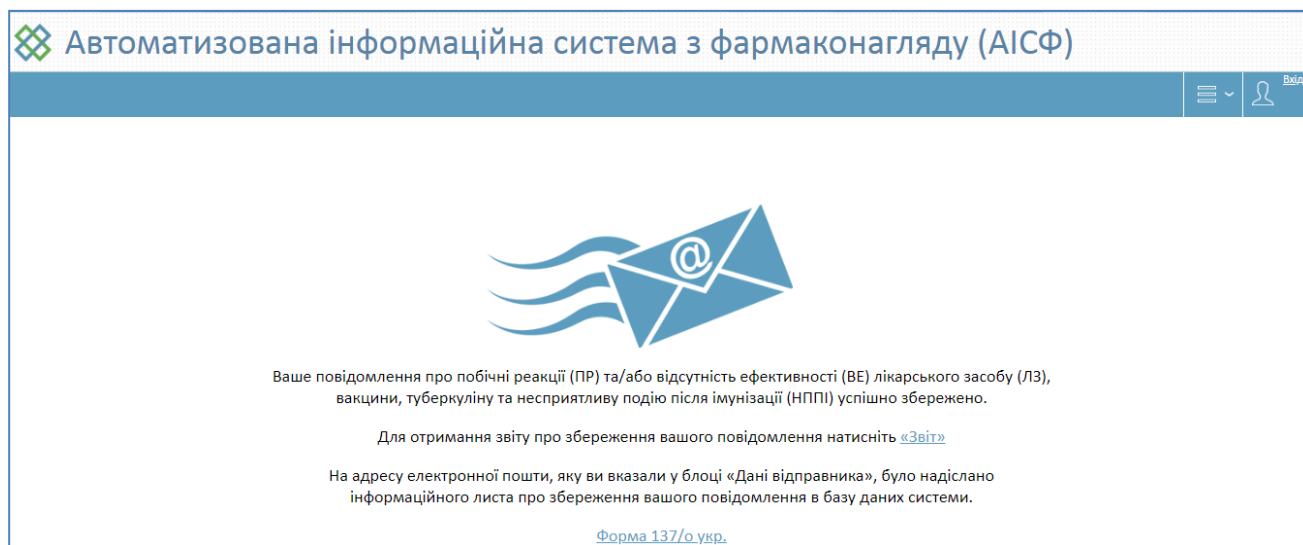 Автоматизована інформаційна система з фармаконагляду (АІСФ)
Вхід
@
Ваше повідомлення про побічні реакції (ПР) та/або відсутність ефективності (ВЕ) лікарського засобу (ЛЗ),
вакцини, туберкуліну та несприятливу подію після імунізації (НППІ) успішно збережено.
Для отримання звіту про збереження вашого повідомлення натисніть «Звіт»
На адресу електронної пошти, яку ви вказали у блоці «Дані відправника», було надіслано
інформаційного листа про збереження вашого повідомлення в базу даних системи.
Форма 137/о укр.